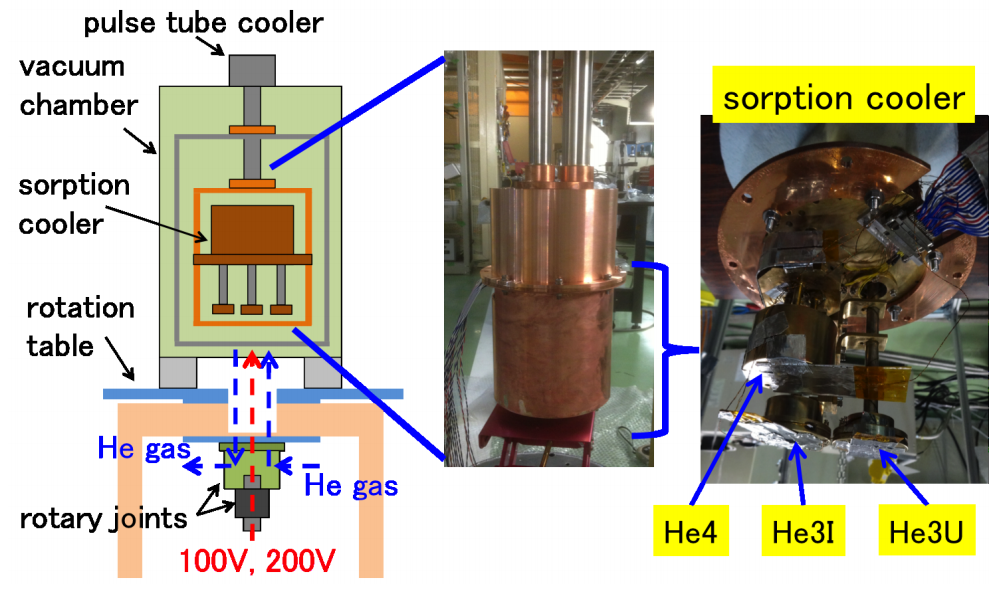 pulse tube cooler
vacuum
chamber
sorption
cooler
rotation
table
He gas
He gas
rotary joints
100V, 200V
sorption cooler
He4
He3I
He3U